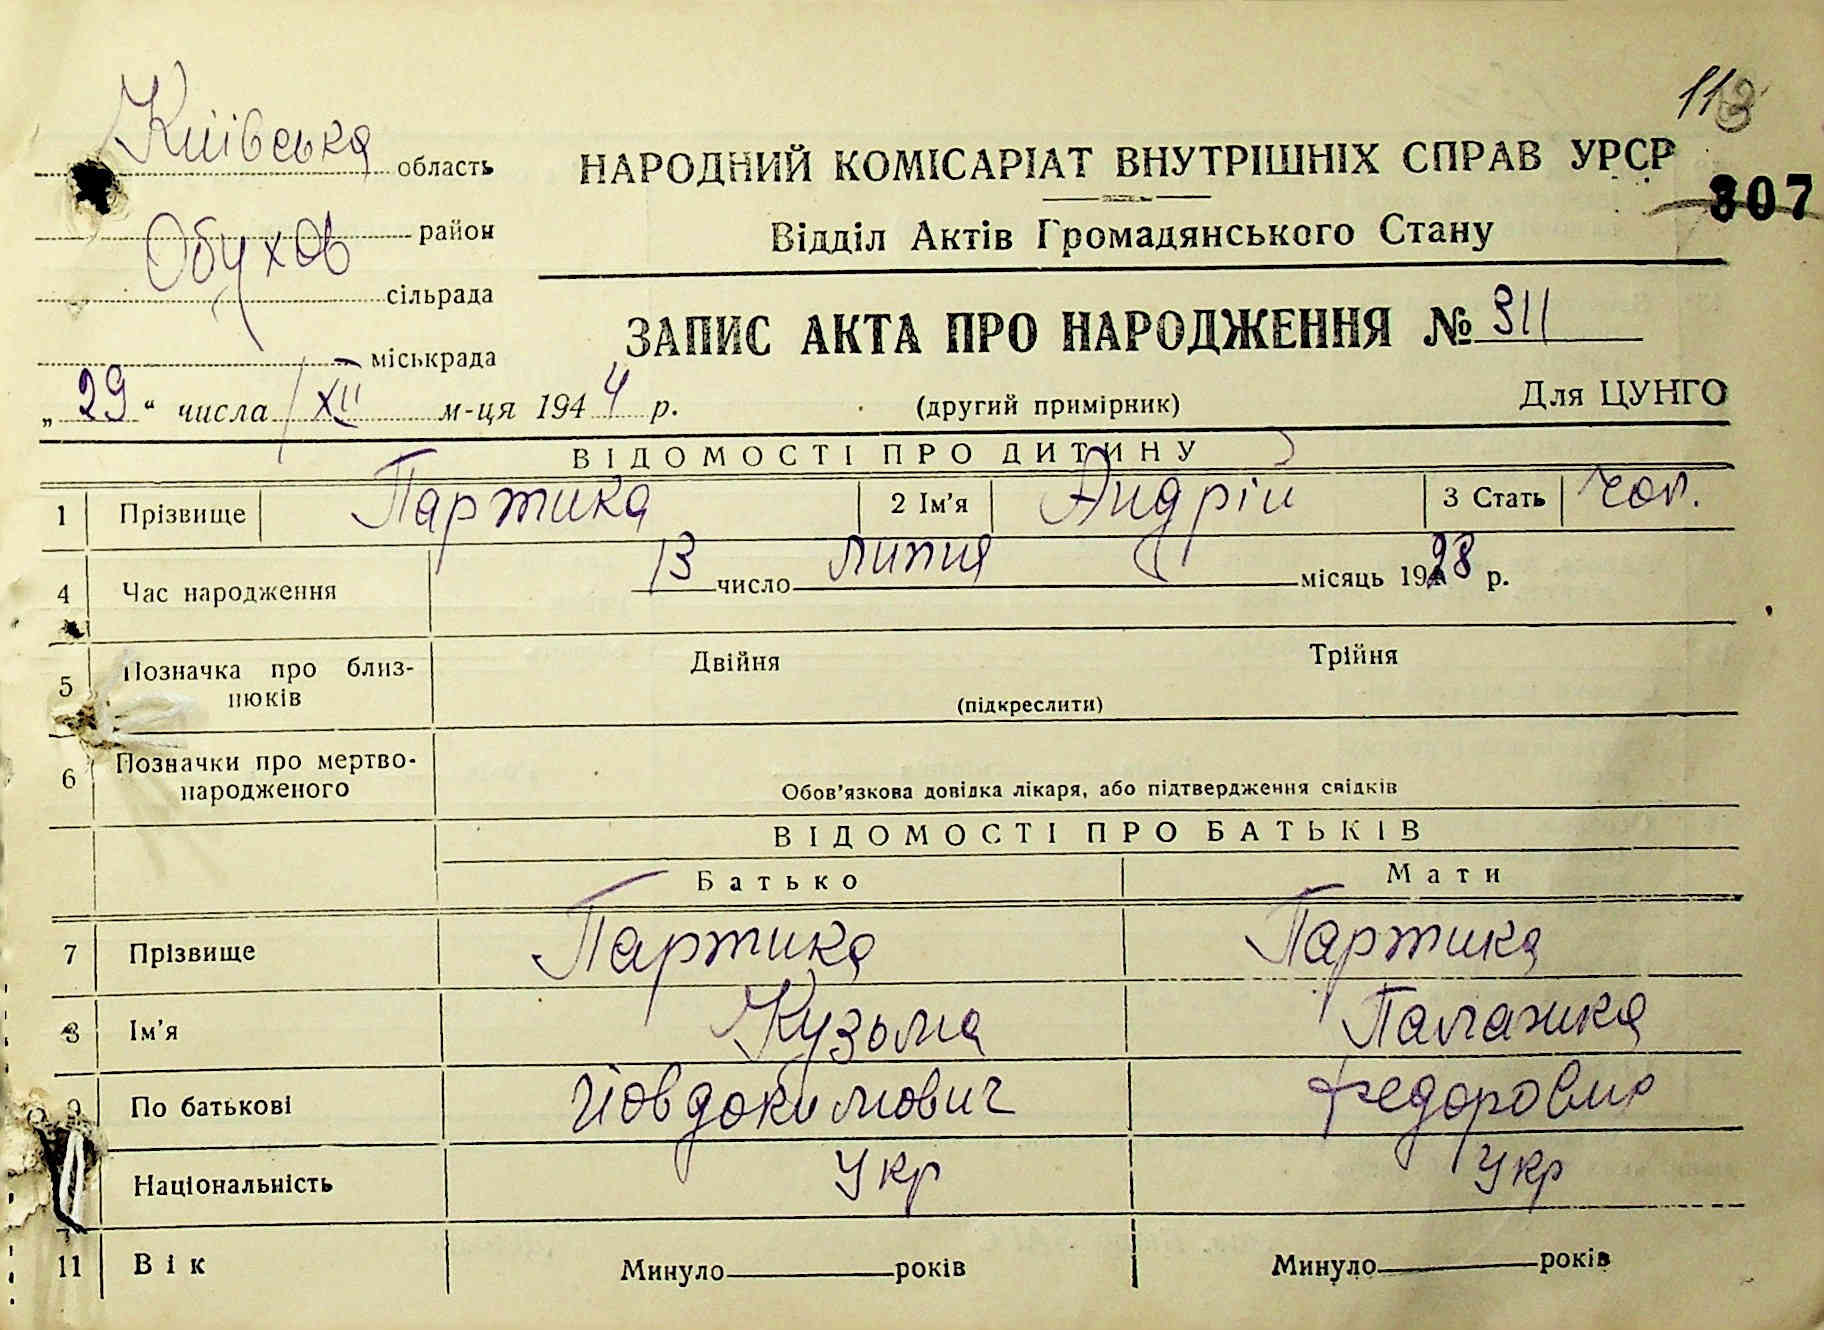 113
Київська область
НАРОДНИЙ КОМІСАРІАТ ВНУТРІШНІХ СПРАВ УРСР
307
Обухов район
Відділ Актів Громадянського Стану
сільрада
ЗАПИС АКТА ПРО НАРОДЖЕННЯ № 311
міськрада
„29“ числа XII м-ця 1944 р.
(другий примірник)
Для ЦУНГО
ВІДОМОСТІ ПРО ДИТИНУ
1 Прізвище Партика 2 Ім'я Андрій 3 Стать чол.
4 Час народження 13 число липня місяць 1928 р.
5 Позначка про близнюків Двійня Трійня
(підкреслити)
6 Позначки про мертвонародженого
Обов'язкова довідка лікаря, або підтвердження свідків
ВІДОМОСТІ ПРО БАТЬКІВ
Батько Мати
7 Прізвище Партика Партика
8 Ім'я Кузьма Палажка
9 По батькові Йовдокимович Федоровна
Національність Укр Укр
11 Вік Минуло років Минуло років